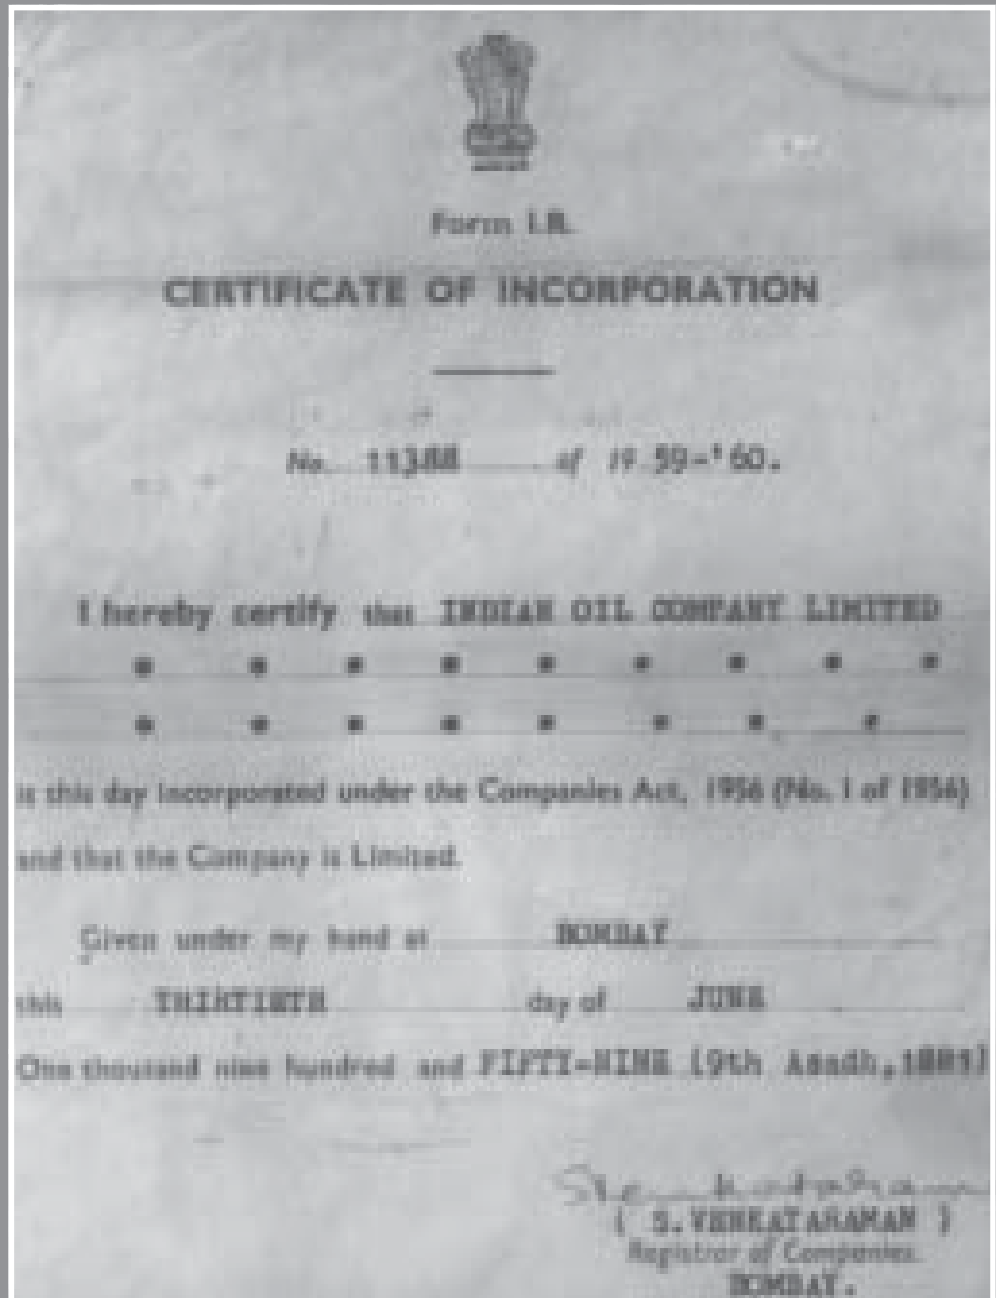 Form I.R.
CERTIFICATE OF INCORPORATION
No. 11388 of 19 59-'60.
I hereby certify that INDIAN OIL COMPANY LIMITED
is this day incorporated under the Companies Act, 1956 (No. 1 of 1956)
and that the Company is Limited.
Given under my hand at BOMBAY
this THIRTIETH day of JUNE
One thousand nine hundred and FIFTY-NINE (9th Asadh, 1881)
( S. VENKATARAMAN )
Registrar of Companies.
BOMBAY.